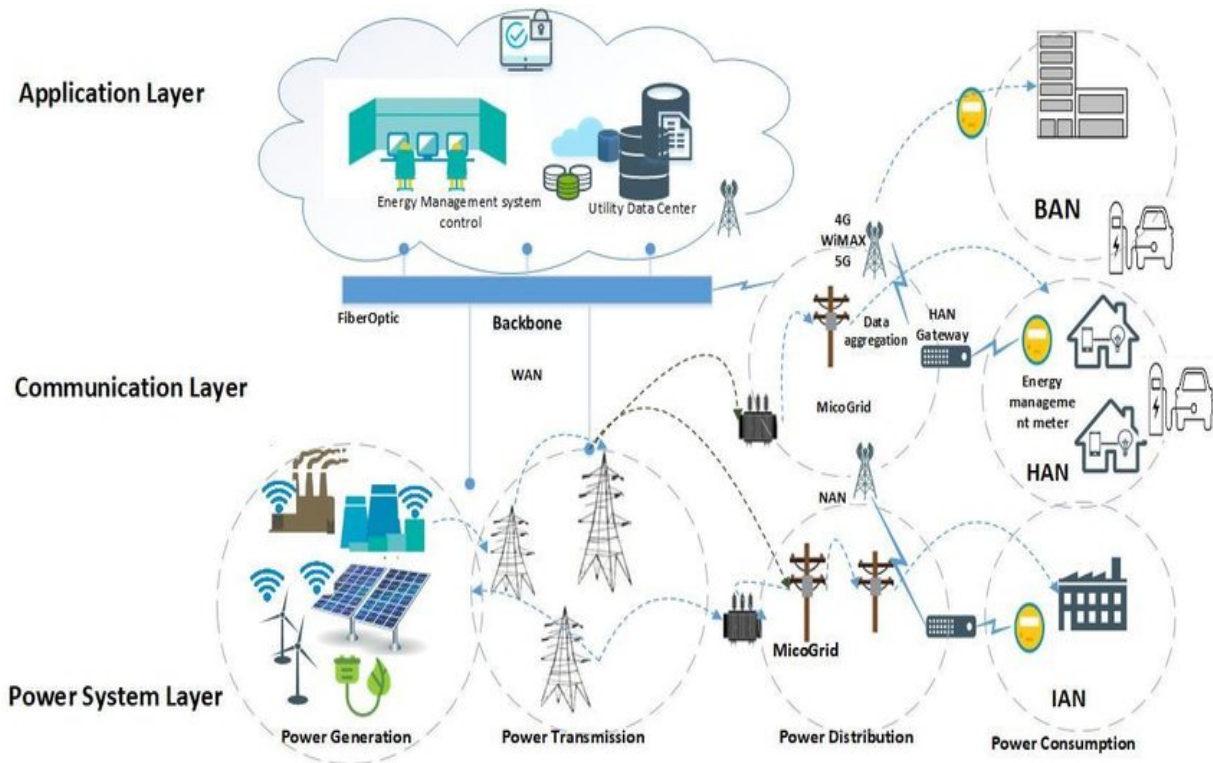 Application Layer
Energy Management system
control
Utility Data Center
4G
WiMAX
5G
BAN
FiberOptic
Backbone
Data
aggregation
HAN
Gateway
WAN
Communication Layer
MicoGrid
Energy
manageme
nt meter
HAN
NAN
MicoGrid
IAN
Power System Layer
Power Generation
Power Transmission
Power Distribution
Power Consumption